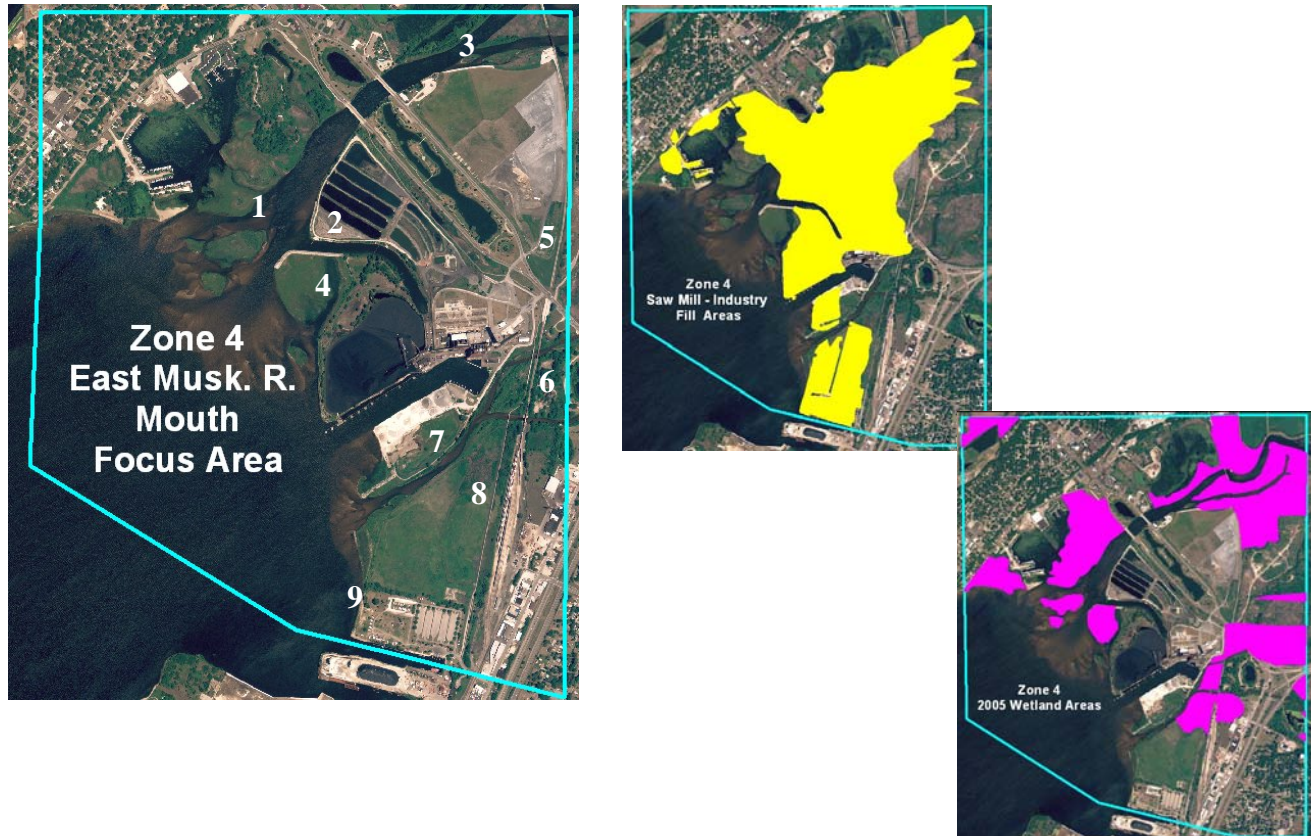 3
1
2
5
4
Zone 4
East Musk. R.
Mouth
Focus Area
6
7
8
9
Zone 4
Saw Mill - Industry
Fill Areas
Zone 4
2005 Wetland Areas